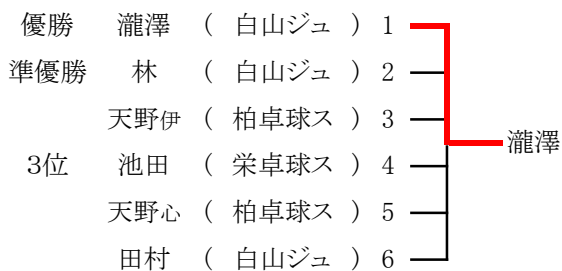 優勝 瀧澤 ( 白山ジュ ) 1
準優勝 林 ( 白山ジュ ) 2
天野伊 ( 柏卓球ス ) 3
瀧澤
3位 池田 ( 栄卓球ス ) 4
天野心 ( 柏卓球ス ) 5
田村 ( 白山ジュ ) 6